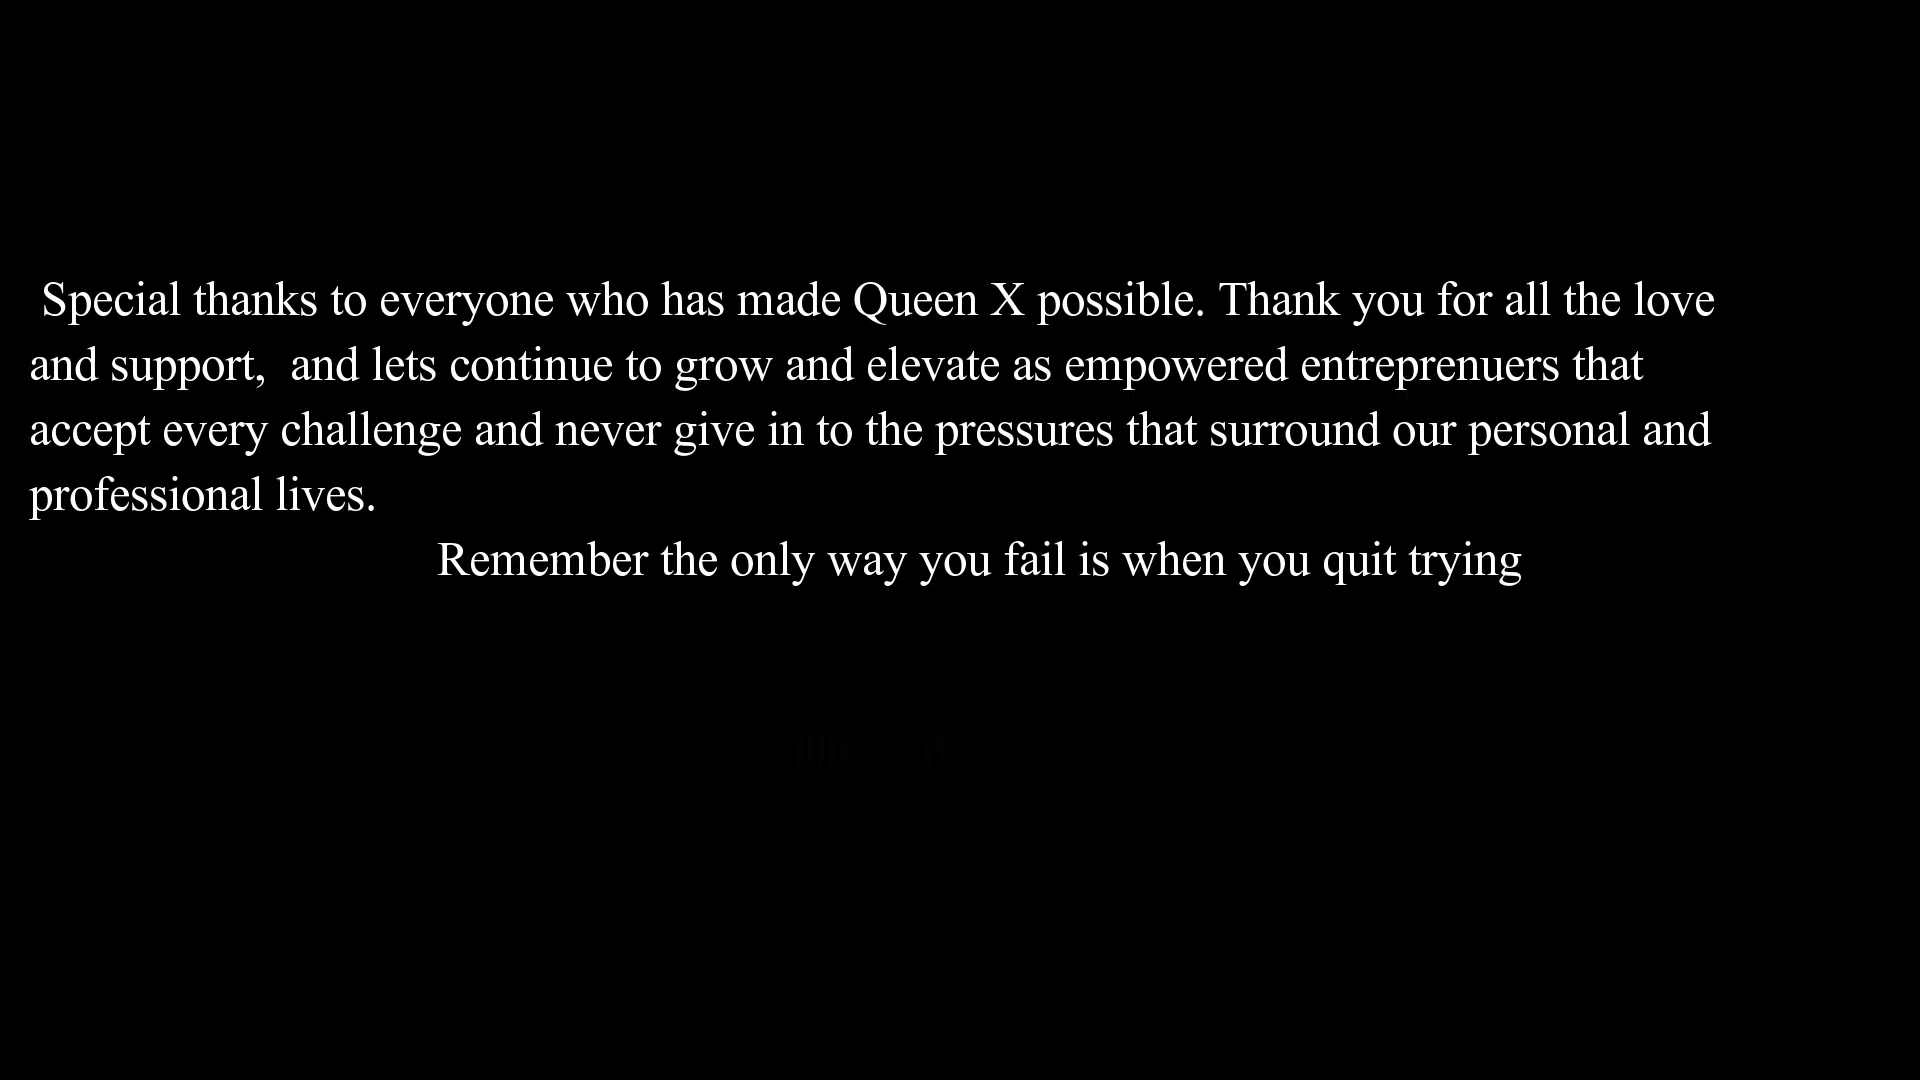 Special thanks to everyone who has made Queen X possible. Thank you for all the love
and support,  and lets continue to grow and elevate as empowered entreprenuers that
accept every challenge and never give in to the pressures that surround our personal and
professional lives.
Remember the only way you fail is when you quit trying